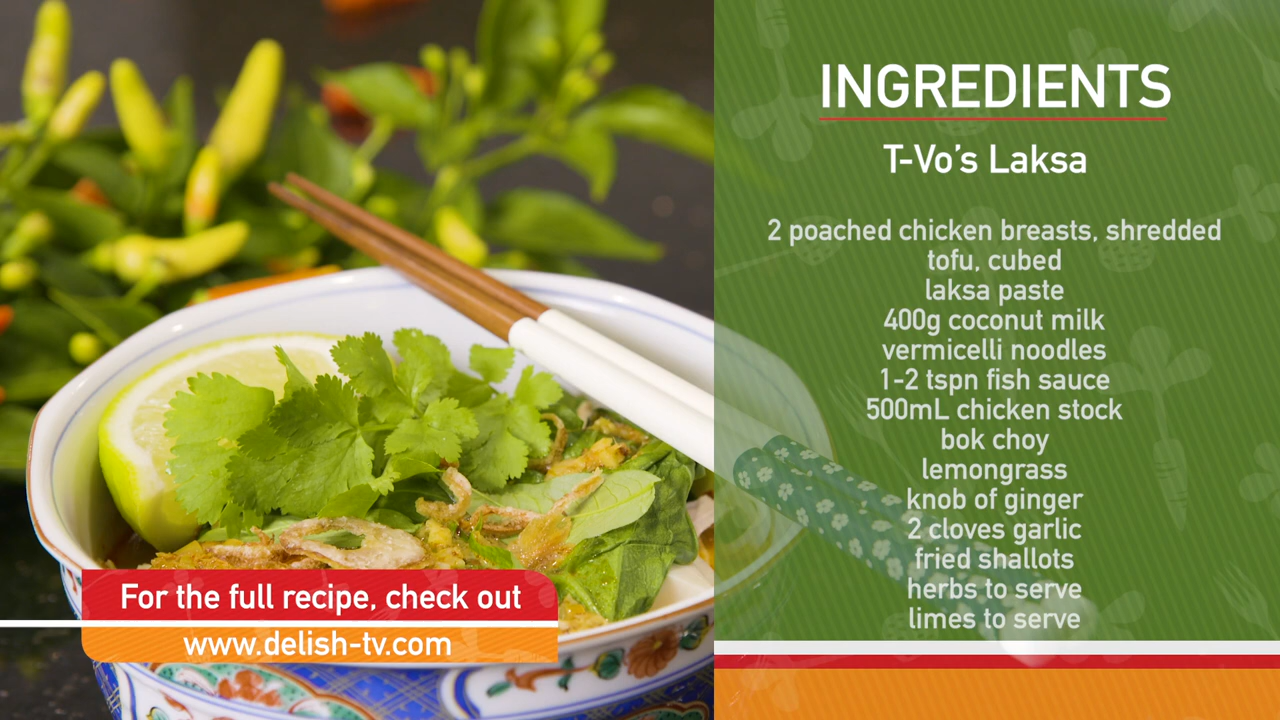 INGREDIENTS
T-Vo's Laksa
2 poached chicken breasts, shredded
tofu, cubed
laksa paste
400g coconut milk
vermicelli noodles
1-2 tspn fish sauce
500mL chicken stock
bok choy
lemongrass
knob of ginger
2 cloves garlic
fried shallots
herbs to serve
limes to serve
For the full recipe, check out
www.delish-tv.com